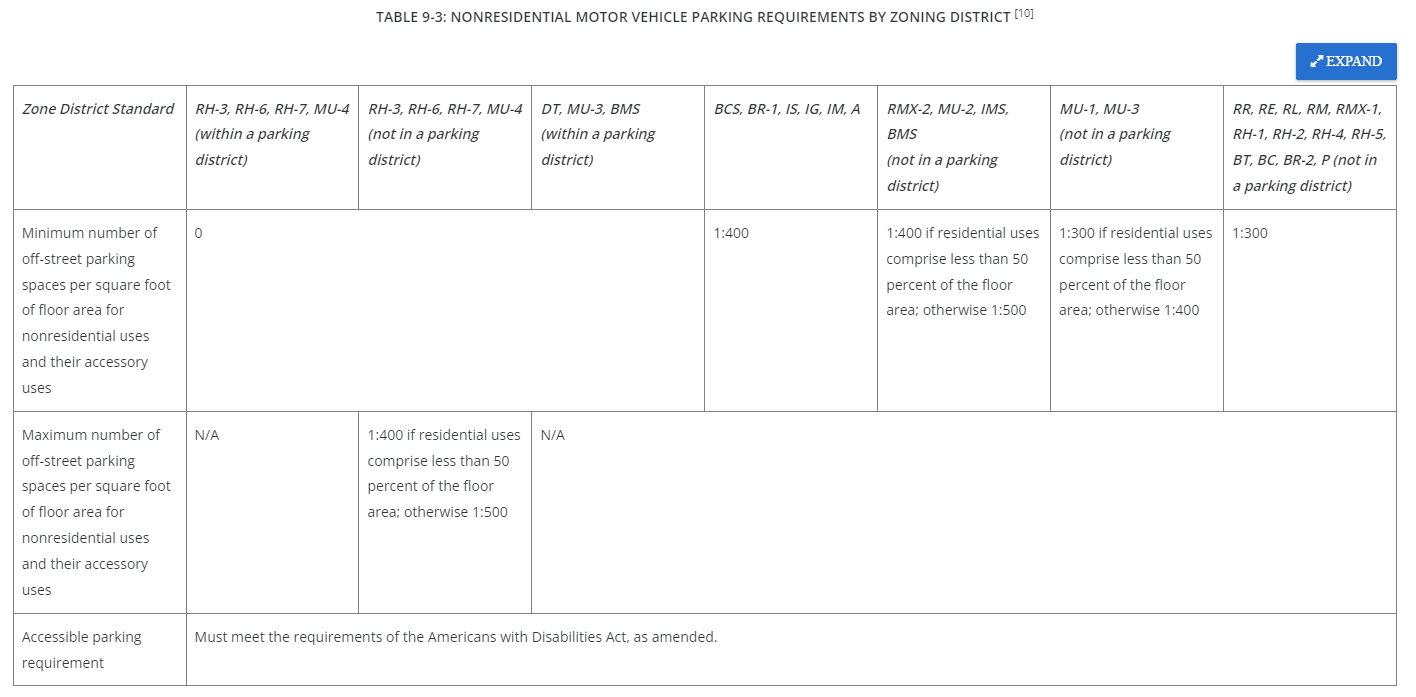 TABLE 9-3: NONRESIDENTIAL MOTOR VEHICLE PARKING REQUIREMENTS BY ZONING DISTRICT [10]
EXPAND
Zone District Standard
RH-3, RH-6, RH-7, MU-4
(within a parking
district)
RH-3, RH-6, RH-7, MU-4
(not in a parking
district)
DT, MU-3, BMS
(within a parking
district)
BCS, BR-1, IS, IG, IM, A
RMX-2, MU-2, IMS,
BMS
(not in a parking
district)
MU-1, MU-3
(not in a parking
district)
RR, RE, RL, RM, RMX-1,
RH-1, RH-2, RH-4, RH-5,
BT, BC, BR-2, P (not in
a parking district)
Minimum number of
off-street parking
spaces per square foot
of floor area for
nonresidential uses
and their accessory
uses
0
1:400
1:400 if residential uses
comprise less than 50
percent of the floor
area; otherwise 1:500
1:300 if residential uses
comprise less than 50
percent of the floor
area; otherwise 1:400
1:300
Maximum number of
off-street parking
spaces per square foot
of floor area for
nonresidential uses
and their accessory
uses
N/A
1:400 if residential uses
comprise less than 50
percent of the floor
area; otherwise 1:500
N/A
Accessible parking
requirement
Must meet the requirements of the Americans with Disabilities Act, as amended.